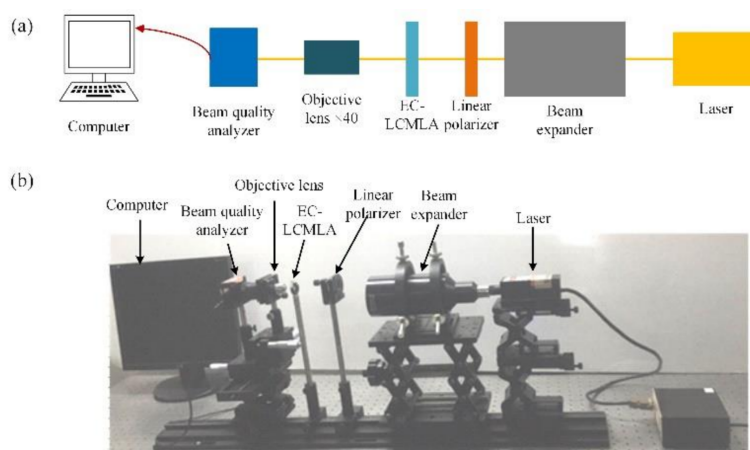 (a)
Computer
Beam quality
analyzer
Objective
lens ×40
EC-
LCMLA
Linear
polarizer
Beam
expander
Laser
(b)
Computer
Beam quality
analyzer
Objective lens
EC-
LCMLA
Linear
polarizer
Beam
expander
Laser